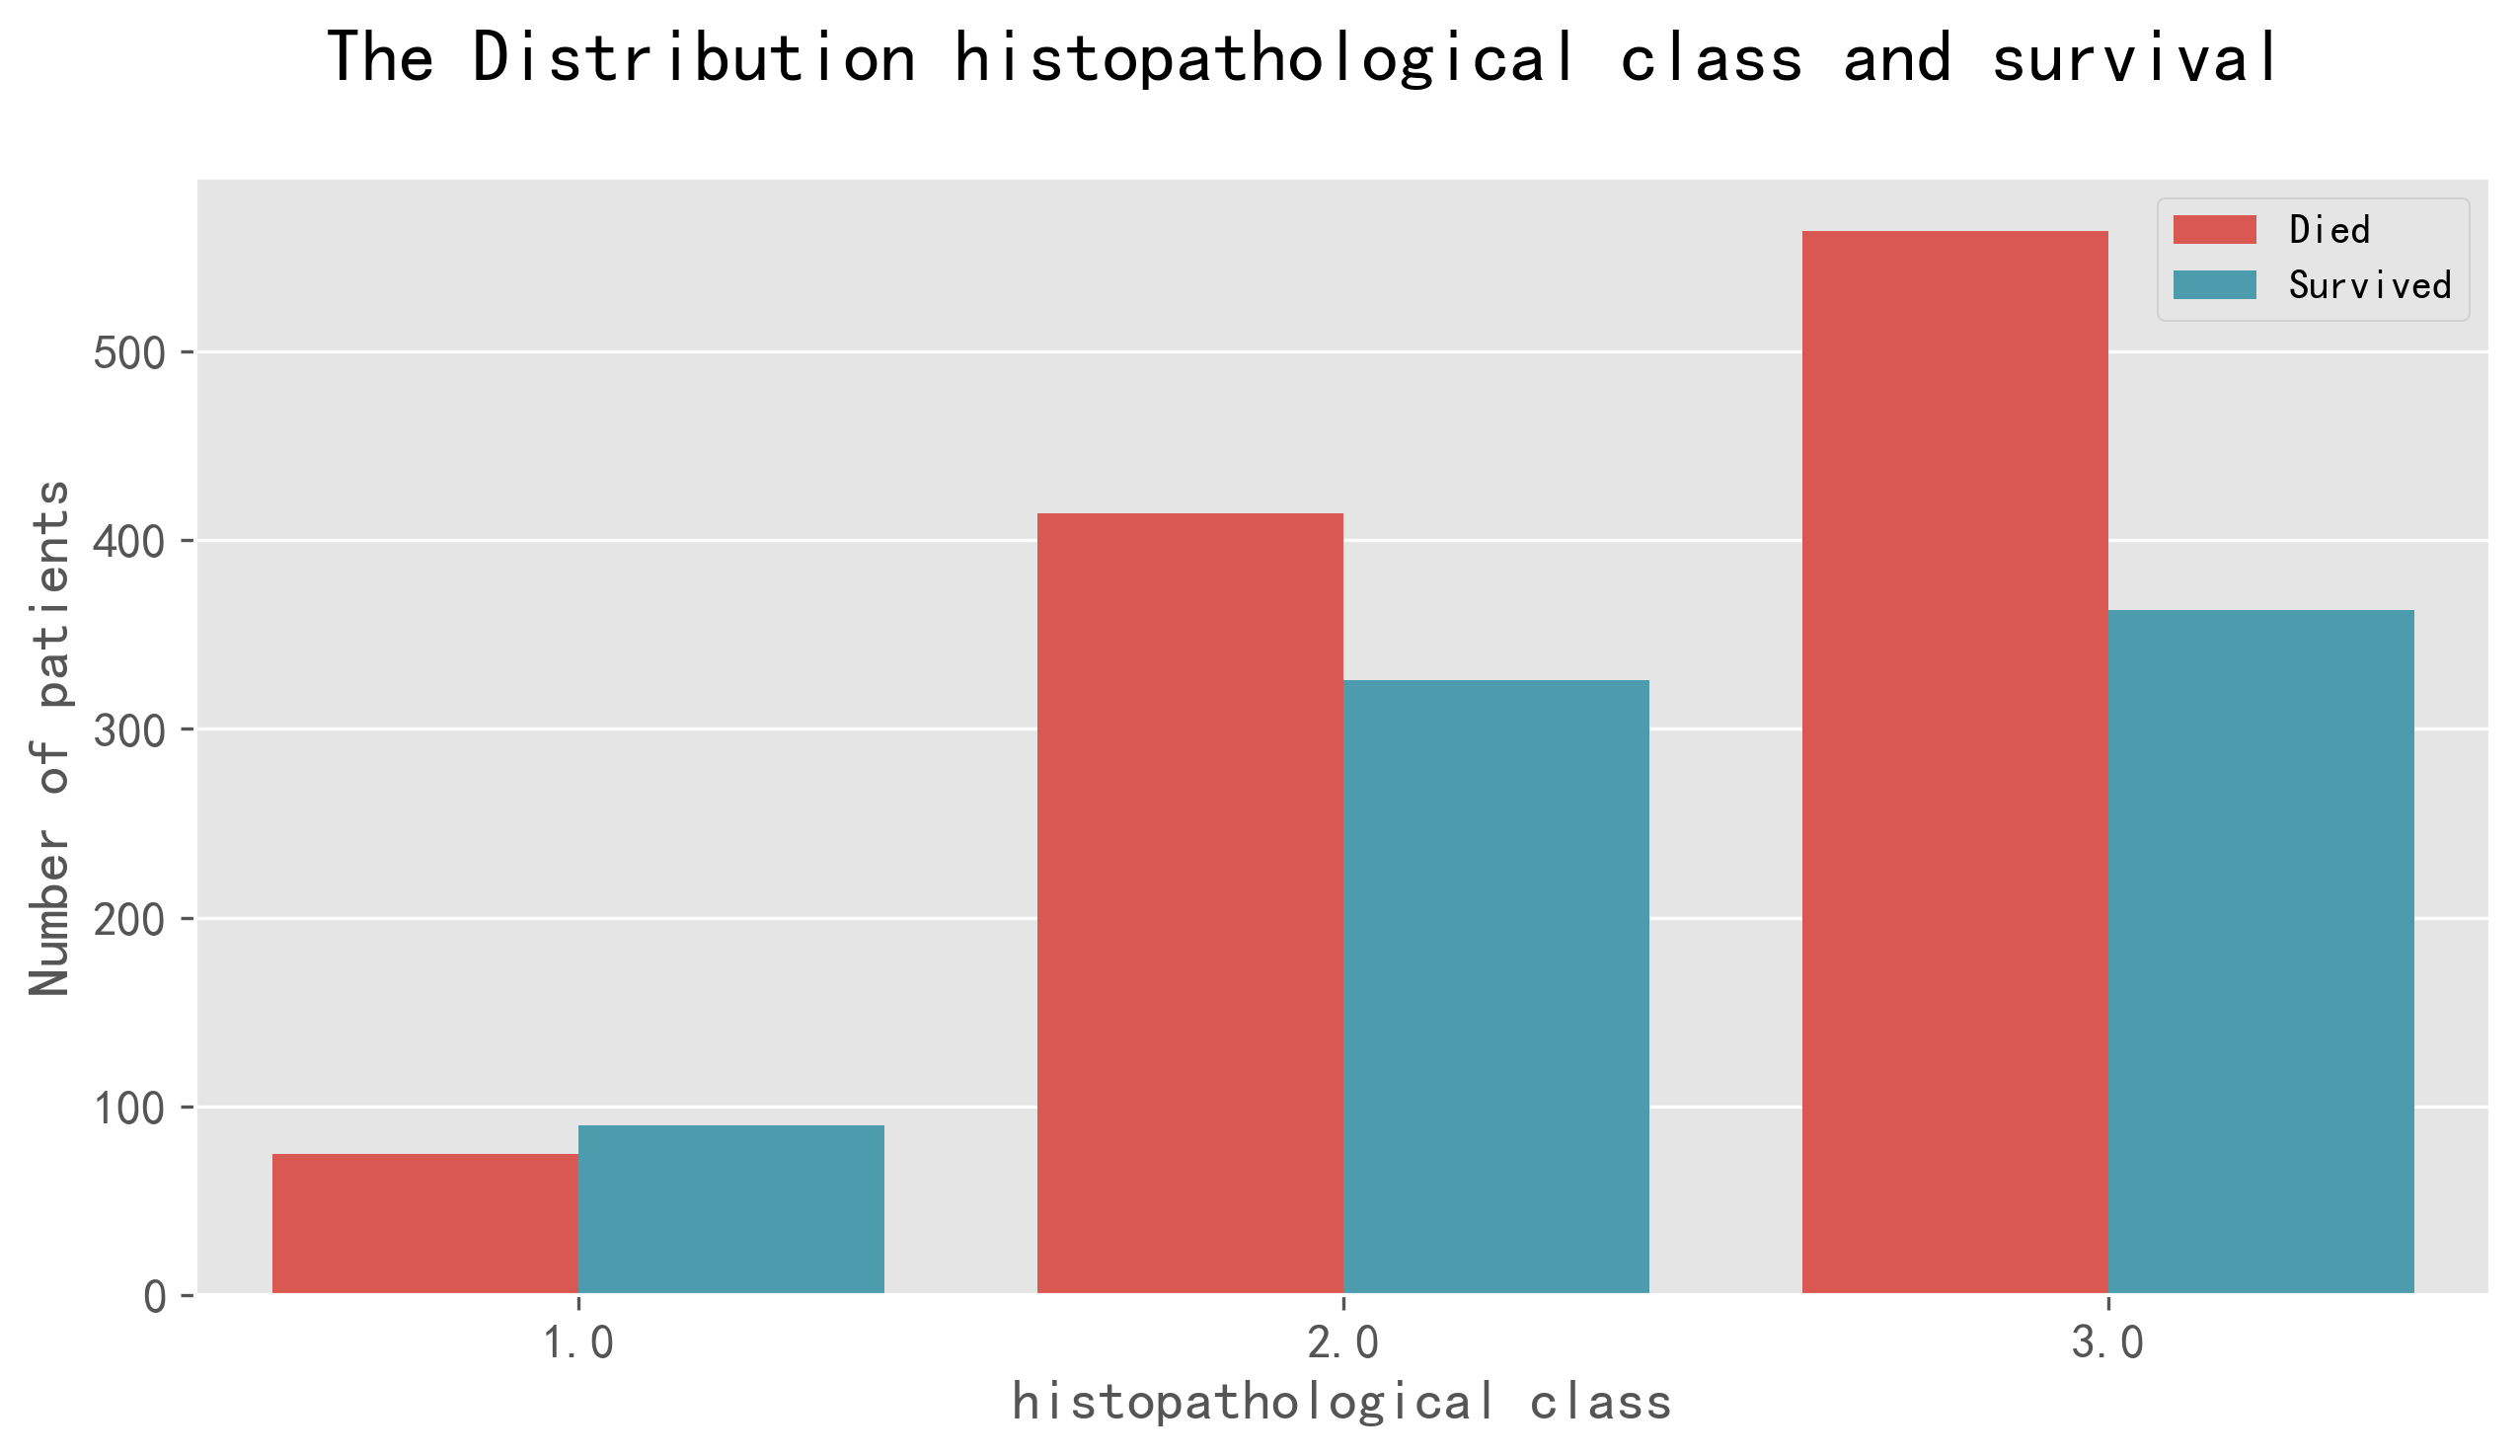 The Distribution histopathological class and survival
Died
Survived
500
400
300
200
100
0
Number of patients
1.0 2.0 3.0
histopathological class